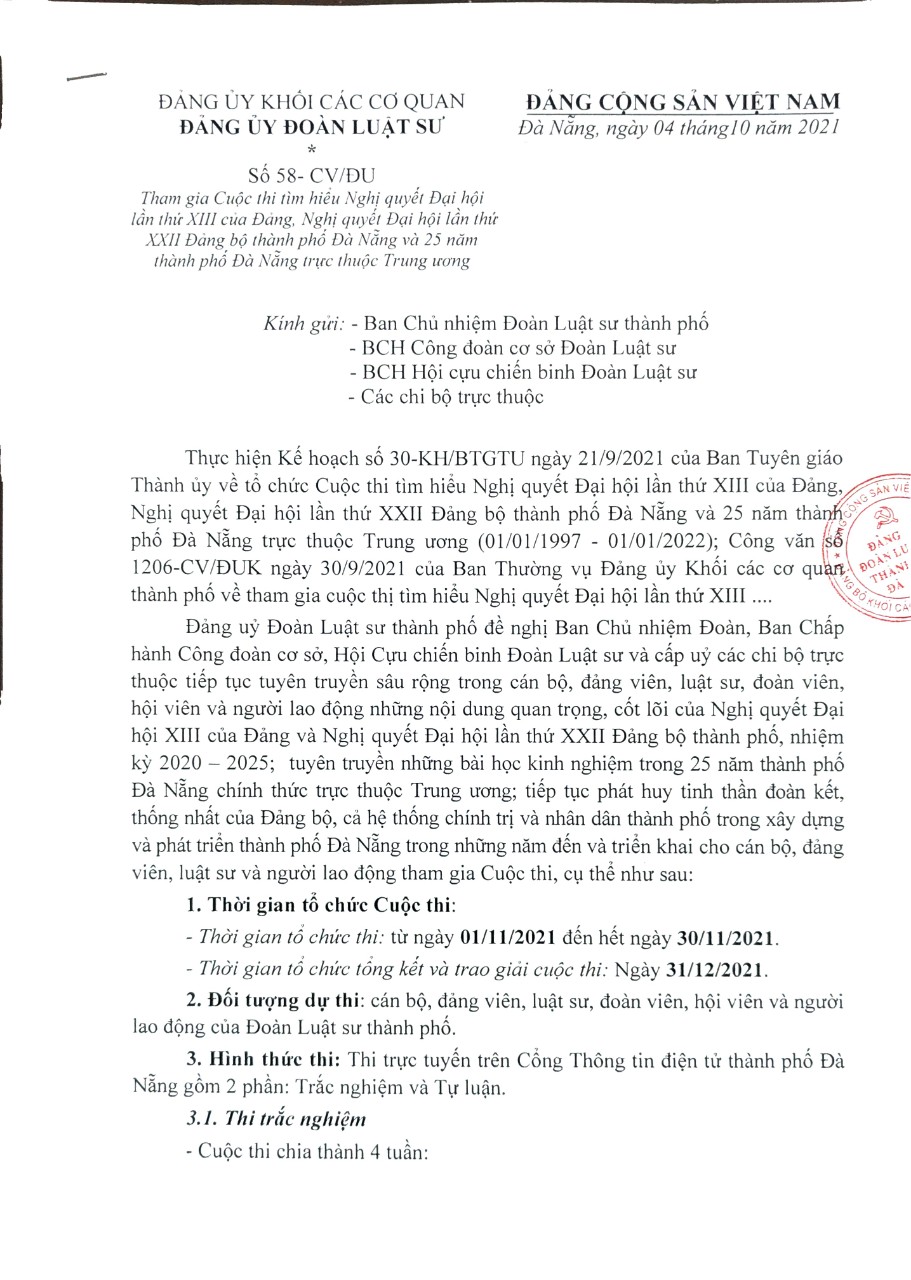 ĐẢNG ỦY KHỐI CÁC CƠ QUAN
ĐẢNG ỦY ĐOÀN LUẬT SƯ
*
Số 58- CV/ĐU
Tham gia Cuộc thi tìm hiểu Nghị quyết Đại hội
lần thứ XIII của Đảng, Nghị quyết Đại hội lần thứ
XXII Đảng bộ thành phố Đà Nẵng và 25 năm
thành phố Đà Nẵng trực thuộc Trung ương
ĐẢNG CỘNG SẢN VIỆT NAM
Đà Nẵng, ngày 04 tháng10 năm 2021
Kính gửi: - Ban Chủ nhiệm Đoàn Luật sư thành phố
- BCH Công đoàn cơ sở Đoàn Luật sư
- BCH Hội cựu chiến binh Đoàn Luật sư
- Các chi bộ trực thuộc
Thực hiện Kế hoạch số 30-KH/BTGTU ngày 21/9/2021 của Ban Tuyên giáo
Thành ủy về tổ chức Cuộc thi tìm hiểu Nghị quyết Đại hội lần thứ XIII của Đảng,
Nghị quyết Đại hội lần thứ XXII Đảng bộ thành phố Đà Nẵng và 25 năm thành
phố Đà Nẵng trực thuộc Trung ương (01/01/1997 - 01/01/2022); Công văn số
1206-CV/ĐUK ngày 30/9/2021 của Ban Thường vụ Đảng ủy Khối các cơ quan
thành phố về tham gia cuộc thị tìm hiểu Nghị quyết Đại hội lần thứ XIII ....
Đảng uỷ Đoàn Luật sư thành phố đề nghị Ban Chủ nhiệm Đoàn, Ban Chấp
hành Công đoàn cơ sở, Hội Cựu chiến binh Đoàn Luật sư và cấp uỷ các chi bộ trực
thuộc tiếp tục tuyên truyền sâu rộng trong cán bộ, đảng viên, luật sư, đoàn viên,
hội viên và người lao động những nội dung quan trọng, cốt lõi của Nghị quyết Đại
hội XIII của Đảng và Nghị quyết Đại hội lần thứ XXII Đảng bộ thành phố, nhiệm
kỳ 2020 – 2025; tuyên truyền những bài học kinh nghiệm trong 25 năm thành phố
Đà Nẵng chính thức trực thuộc Trung ương; tiếp tục phát huy tinh thần đoàn kết,
thống nhất của Đảng bộ, cả hệ thống chính trị và nhân dân thành phố trong xây dựng
và phát triển thành phố Đà Nẵng trong những năm đến và triển khai cho cán bộ, đảng
viên, luật sư và người lao động tham gia Cuộc thi, cụ thể như sau:
1. Thời gian tổ chức Cuộc thi:
- Thời gian tổ chức thi: từ ngày 01/11/2021 đến hết ngày 30/11/2021.
- Thời gian tổ chức tổng kết và trao giải cuộc thi: Ngày 31/12/2021.
2. Đối tượng dự thi: cán bộ, đảng viên, luật sư, đoàn viên, hội viên và người
lao động của Đoàn Luật sư thành phố.
3. Hình thức thi: Thi trực tuyến trên Cổng Thông tin điện tử thành phố Đà
Nẵng gồm 2 phần: Trắc nghiệm và Tự luận.
3.1. Thi trắc nghiệm
- Cuộc thi chia thành 4 tuần:
CỘNG SẢN
ĐẢNG
ĐOÀN
ĐÀ
BỘ KHỐI